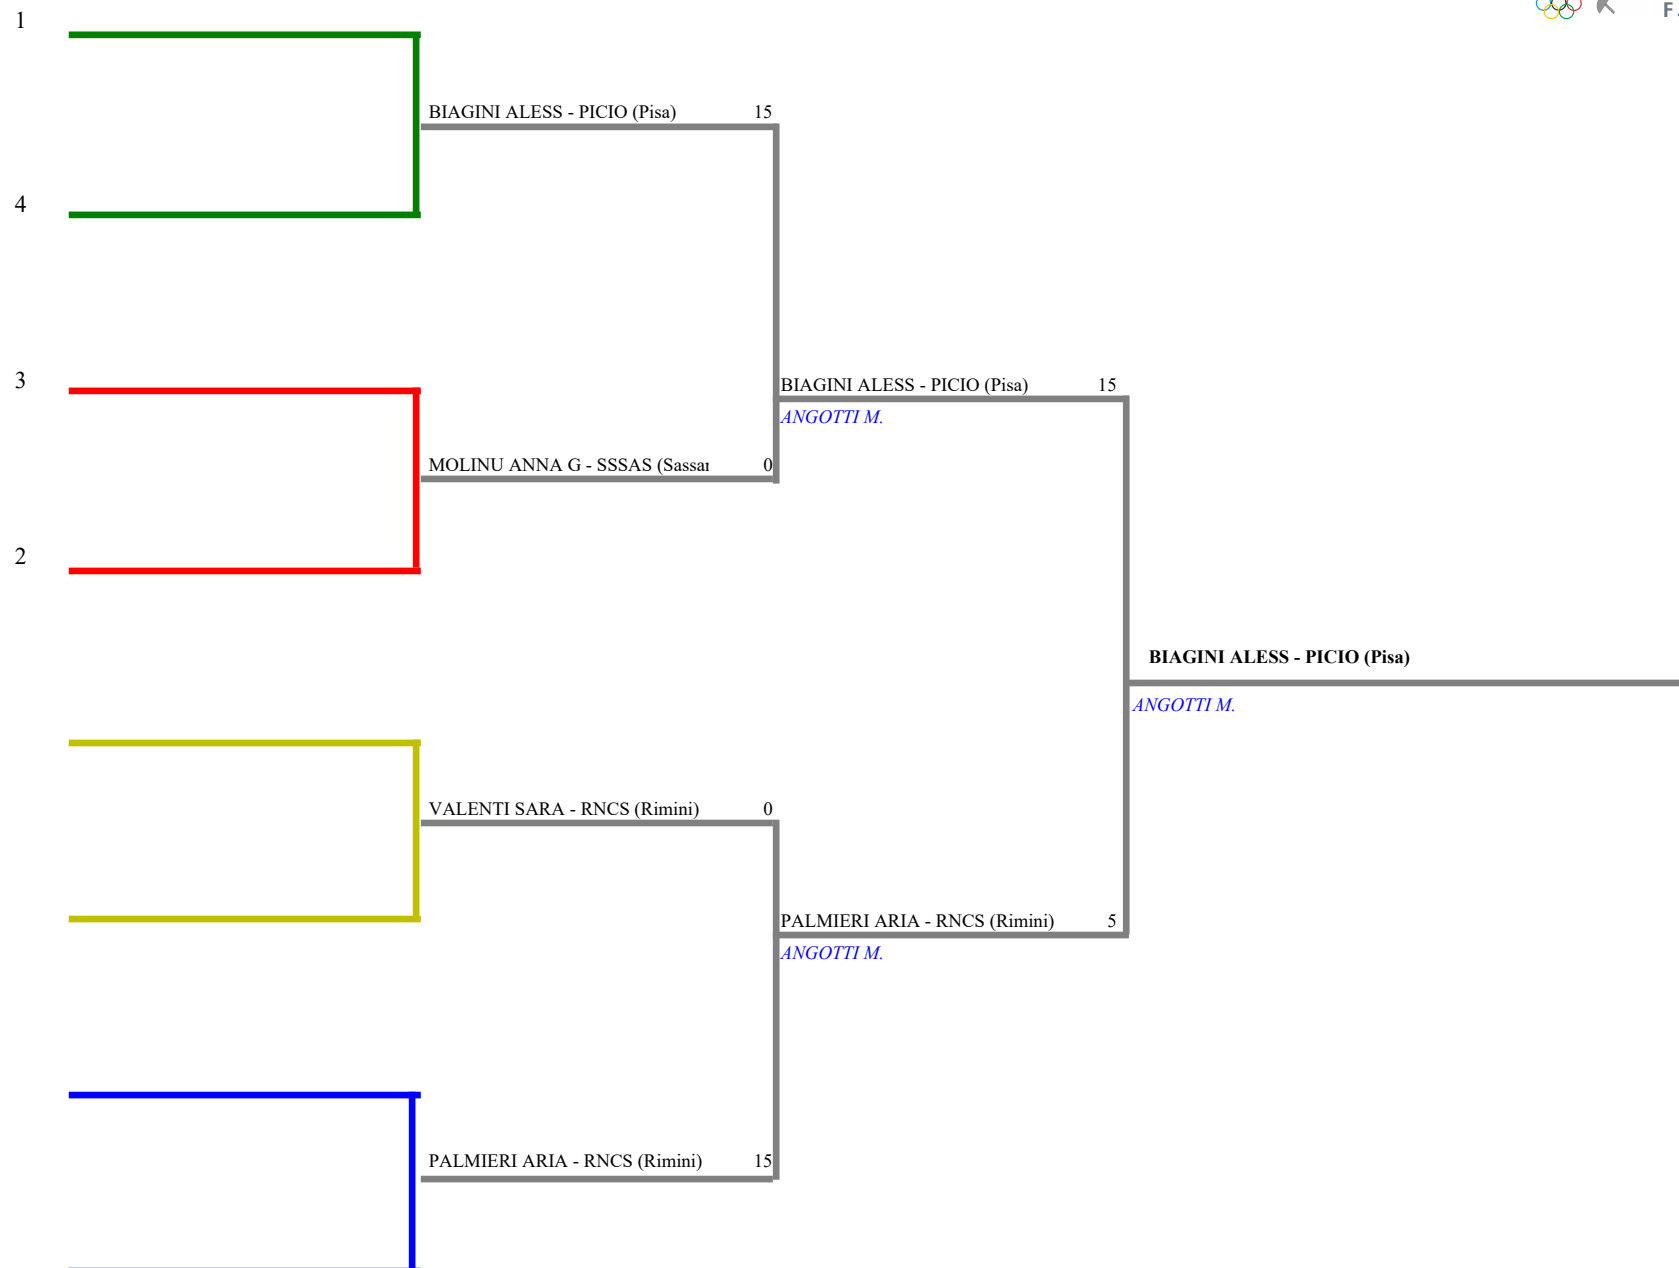 1
F
BIAGINI ALESS - PICIO (Pisa) 15
4
3
BIAGINI ALESS - PICIO (Pisa) 15
ANGOTTI M.
MOLINU ANNA G - SSSAS (Sassar 0
2
BIAGINI ALESS - PICIO (Pisa)
ANGOTTI M.
VALENTI SARA - RNCS (Rimini) 0
PALMIERI ARIA - RNCS (Rimini) 5
ANGOTTI M.
PALMIERI ARIA - RNCS (Rimini) 15